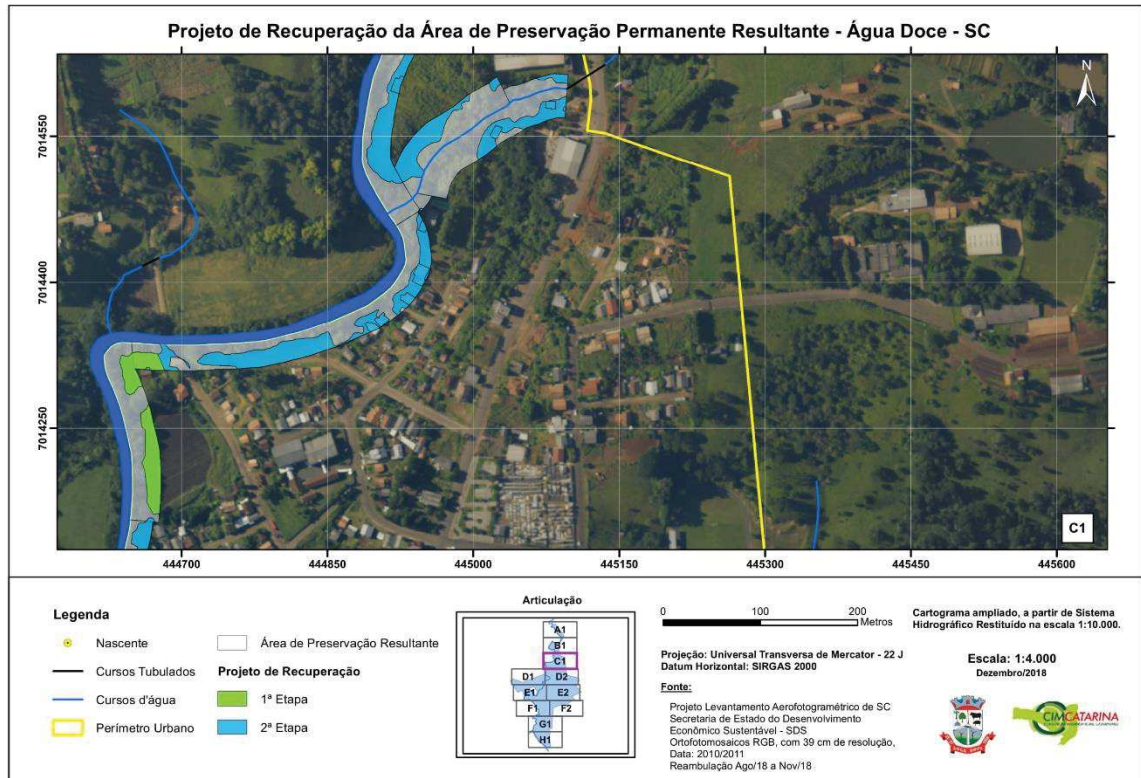 Projeto de Recuperação da Área de Preservação Permanente Resultante - Água Doce - SC
N
7014550
7014400
7014250
C1
444700
444850
445000
445150
445300
445450
445600
Legenda
Nascente
Cursos Tubulados
Cursos d'água
Perímetro Urbano
Área de Preservação Resultante
Projeto de Recuperação
1ª Etapa
2ª Etapa
Articulação
A1
B1
C1
D1
D2
E1
E2
F1
F2
G1
H1
0
100
200
Metros
Projeção: Universal Transversa de Mercator - 22 J
Datum Horizontal: SIRGAS 2000
Fonte:
Projeto Levantamento Aerofotogramétrico de SC
Secretaria de Estado do Desenvolvimento
Econômico Sustentável - SDS
Ortofotomosaicos RGB, com 39 cm de resolução,
Data: 2010/2011
Reambulação Ago/18 a Nov/18
Cartograma ampliado, a partir de Sistema
Hidrográfico Restituído na escala 1:10.000.
Escala: 1:4.000
Dezembro/2018
CIMCATARINA